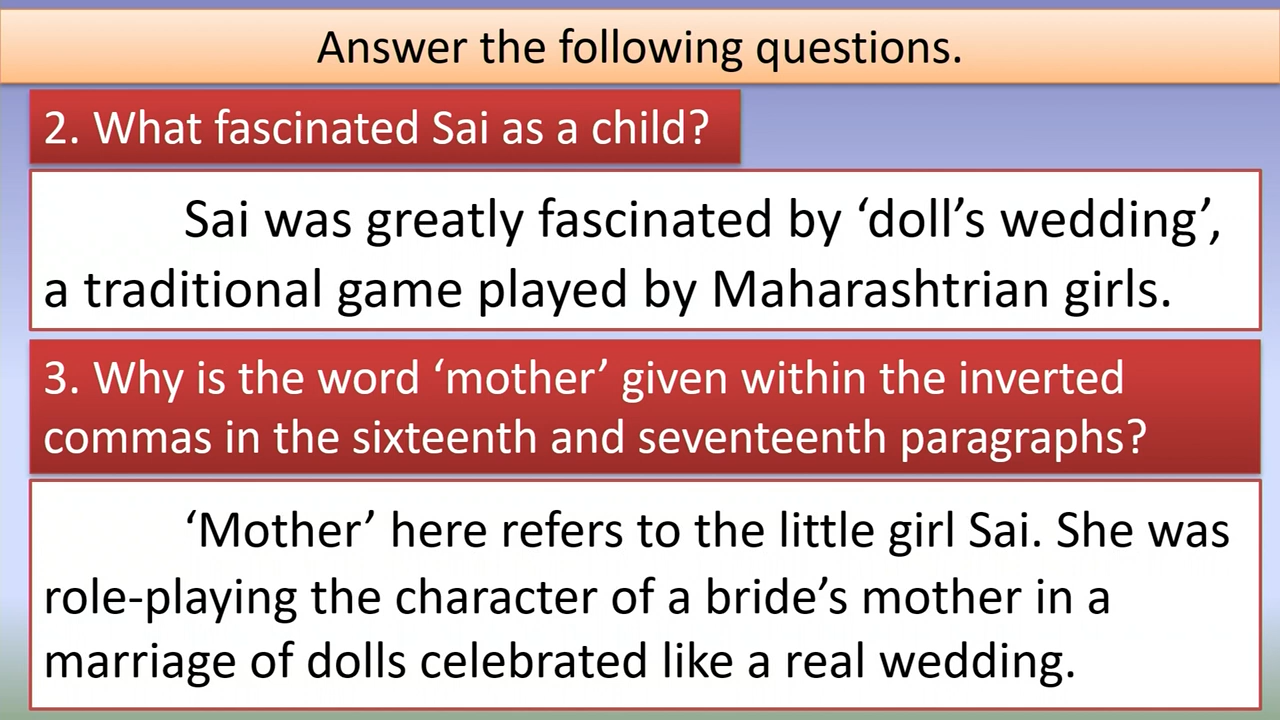 Answer the following questions.
2. What fascinated Sai as a child?
Sai was greatly fascinated by ‘doll’s wedding’,
a traditional game played by Maharashtrian girls.
3. Why is the word ‘mother’ given within the inverted
commas in the sixteenth and seventeenth paragraphs?
‘Mother’ here refers to the little girl Sai. She was
role-playing the character of a bride’s mother in a
marriage of dolls celebrated like a real wedding.